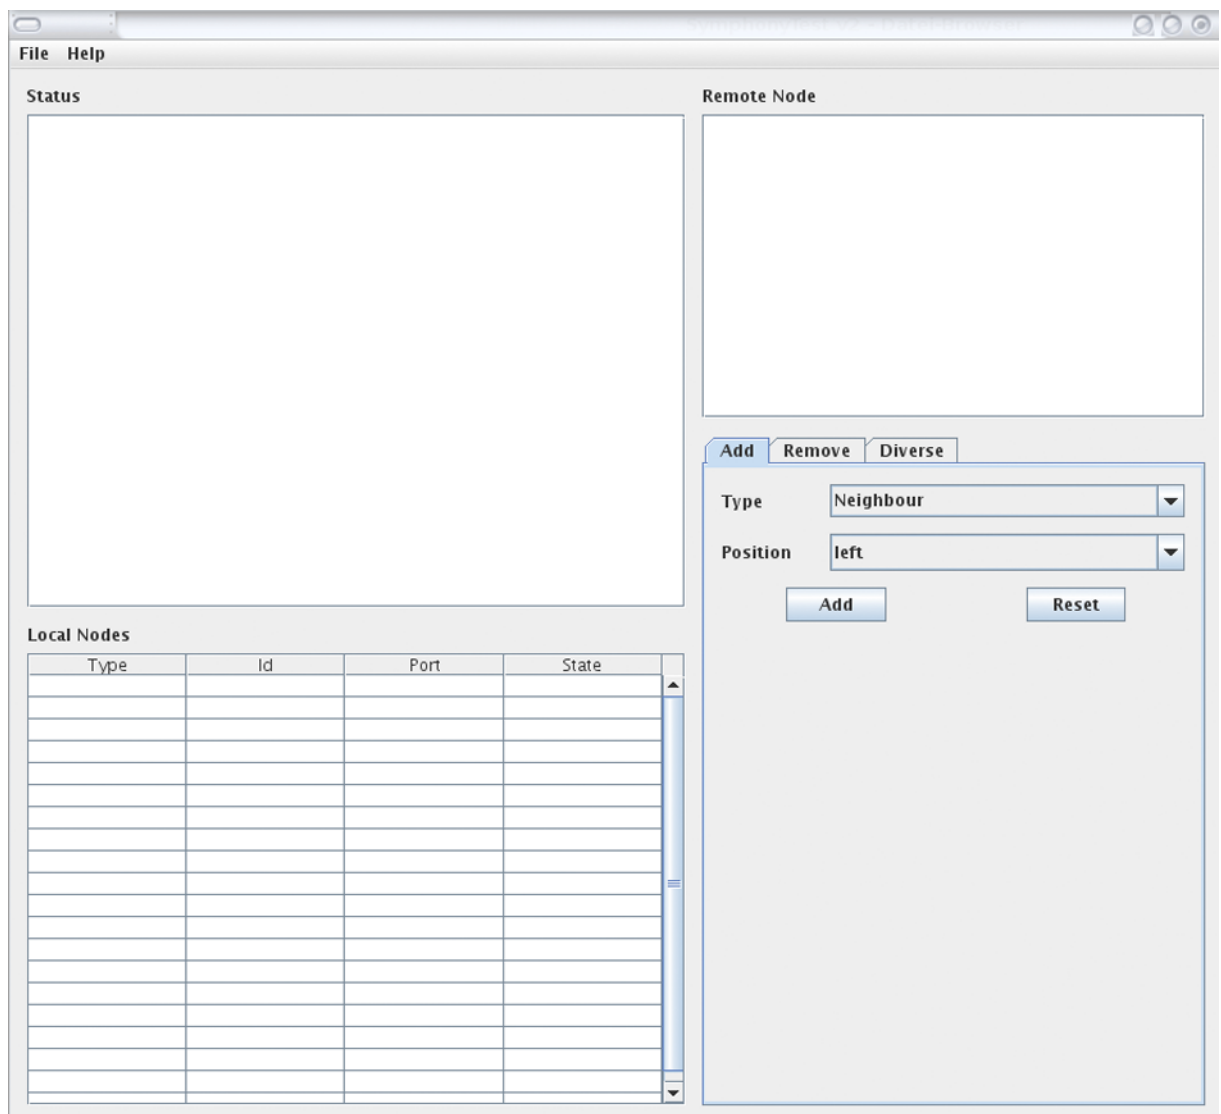 File Help
Status
Remote Node
Add Remove Diverse
Type Neighbour
Position left
Add Reset
Local Nodes
Type Id Port State